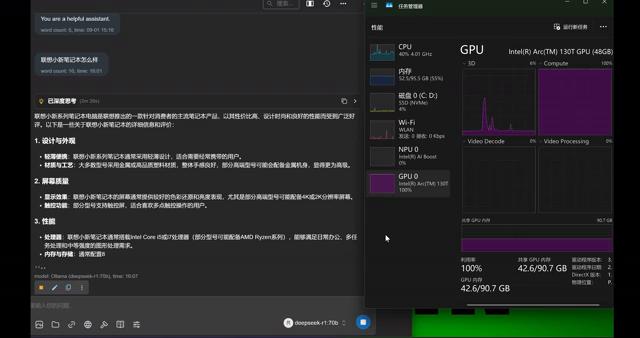 搜索...
You are a helpful assistant.
word count: 6, 09-01 15:16
联想小新笔记本怎么样
word count: 10, time: 16:01
已深度思考
联想小新系列笔记本电脑是联想推出的一款针对消费者的主流笔记本产品，以其性价比高、设计时尚和良好的性能而受到广泛好评。以下是一些关于联想小新笔记本的详细信息和评价：
1. 设计与外观
轻薄便携：联想小新系列笔记本通常采用轻薄设计，适合需要经常携带的用户。
材质与工艺：大多数型号采用金属或高品质塑料材质，整体手感良好，部分高端型号可能会配备金属机身，显得更为高级。
2. 屏幕质量
显示效果：联想小新笔记本的屏幕通常提供较好的色彩还原和亮度表现，尤其是部分高端型号可能配备4K或2K分辨率屏幕。
触控功能：部分型号支持触控屏，适合喜欢多点触控操作的用户。
3. 性能
处理器：联想小新笔记本通常搭载Intel Core i5或i7处理器（部分型号可能配备AMD Ryzen系列），能够满足日常办公、多任务处理和中等强度的图形处理需求。
内存与存储：通常配置8
model: Ollama (deepseek-r1:70b), time: 16:07
deepseek-r1:70b
任务管理器
性能
运行新任务
CPU
40% 4.01 GHz
内存
52.5/95.5 GB (55%)
磁盘 0 (C: D:)
SSD (NVMe)
4%
Wi-Fi
WLAN
发送: 0 接收: 0 Kbps
NPU 0
Intel(R) AI Boost
0%
GPU 0
Intel(R) Arc(TM) 130T
100%
GPU
Intel(R) Arc(TM) 130T GPU (48GB)
3D
6%
Compute
100%
Video Decode
0%
Video Processing
0%
共享 GPU 内存
90.7 GB
利用率
100%
共享 GPU 内存
42.6/90.7 GB
GPU 内存
42.6/90.7 GB
驱动程序版本:
3.
驱动程序日期:
2.
DirectX 版本:
1.
物理位置:
P.